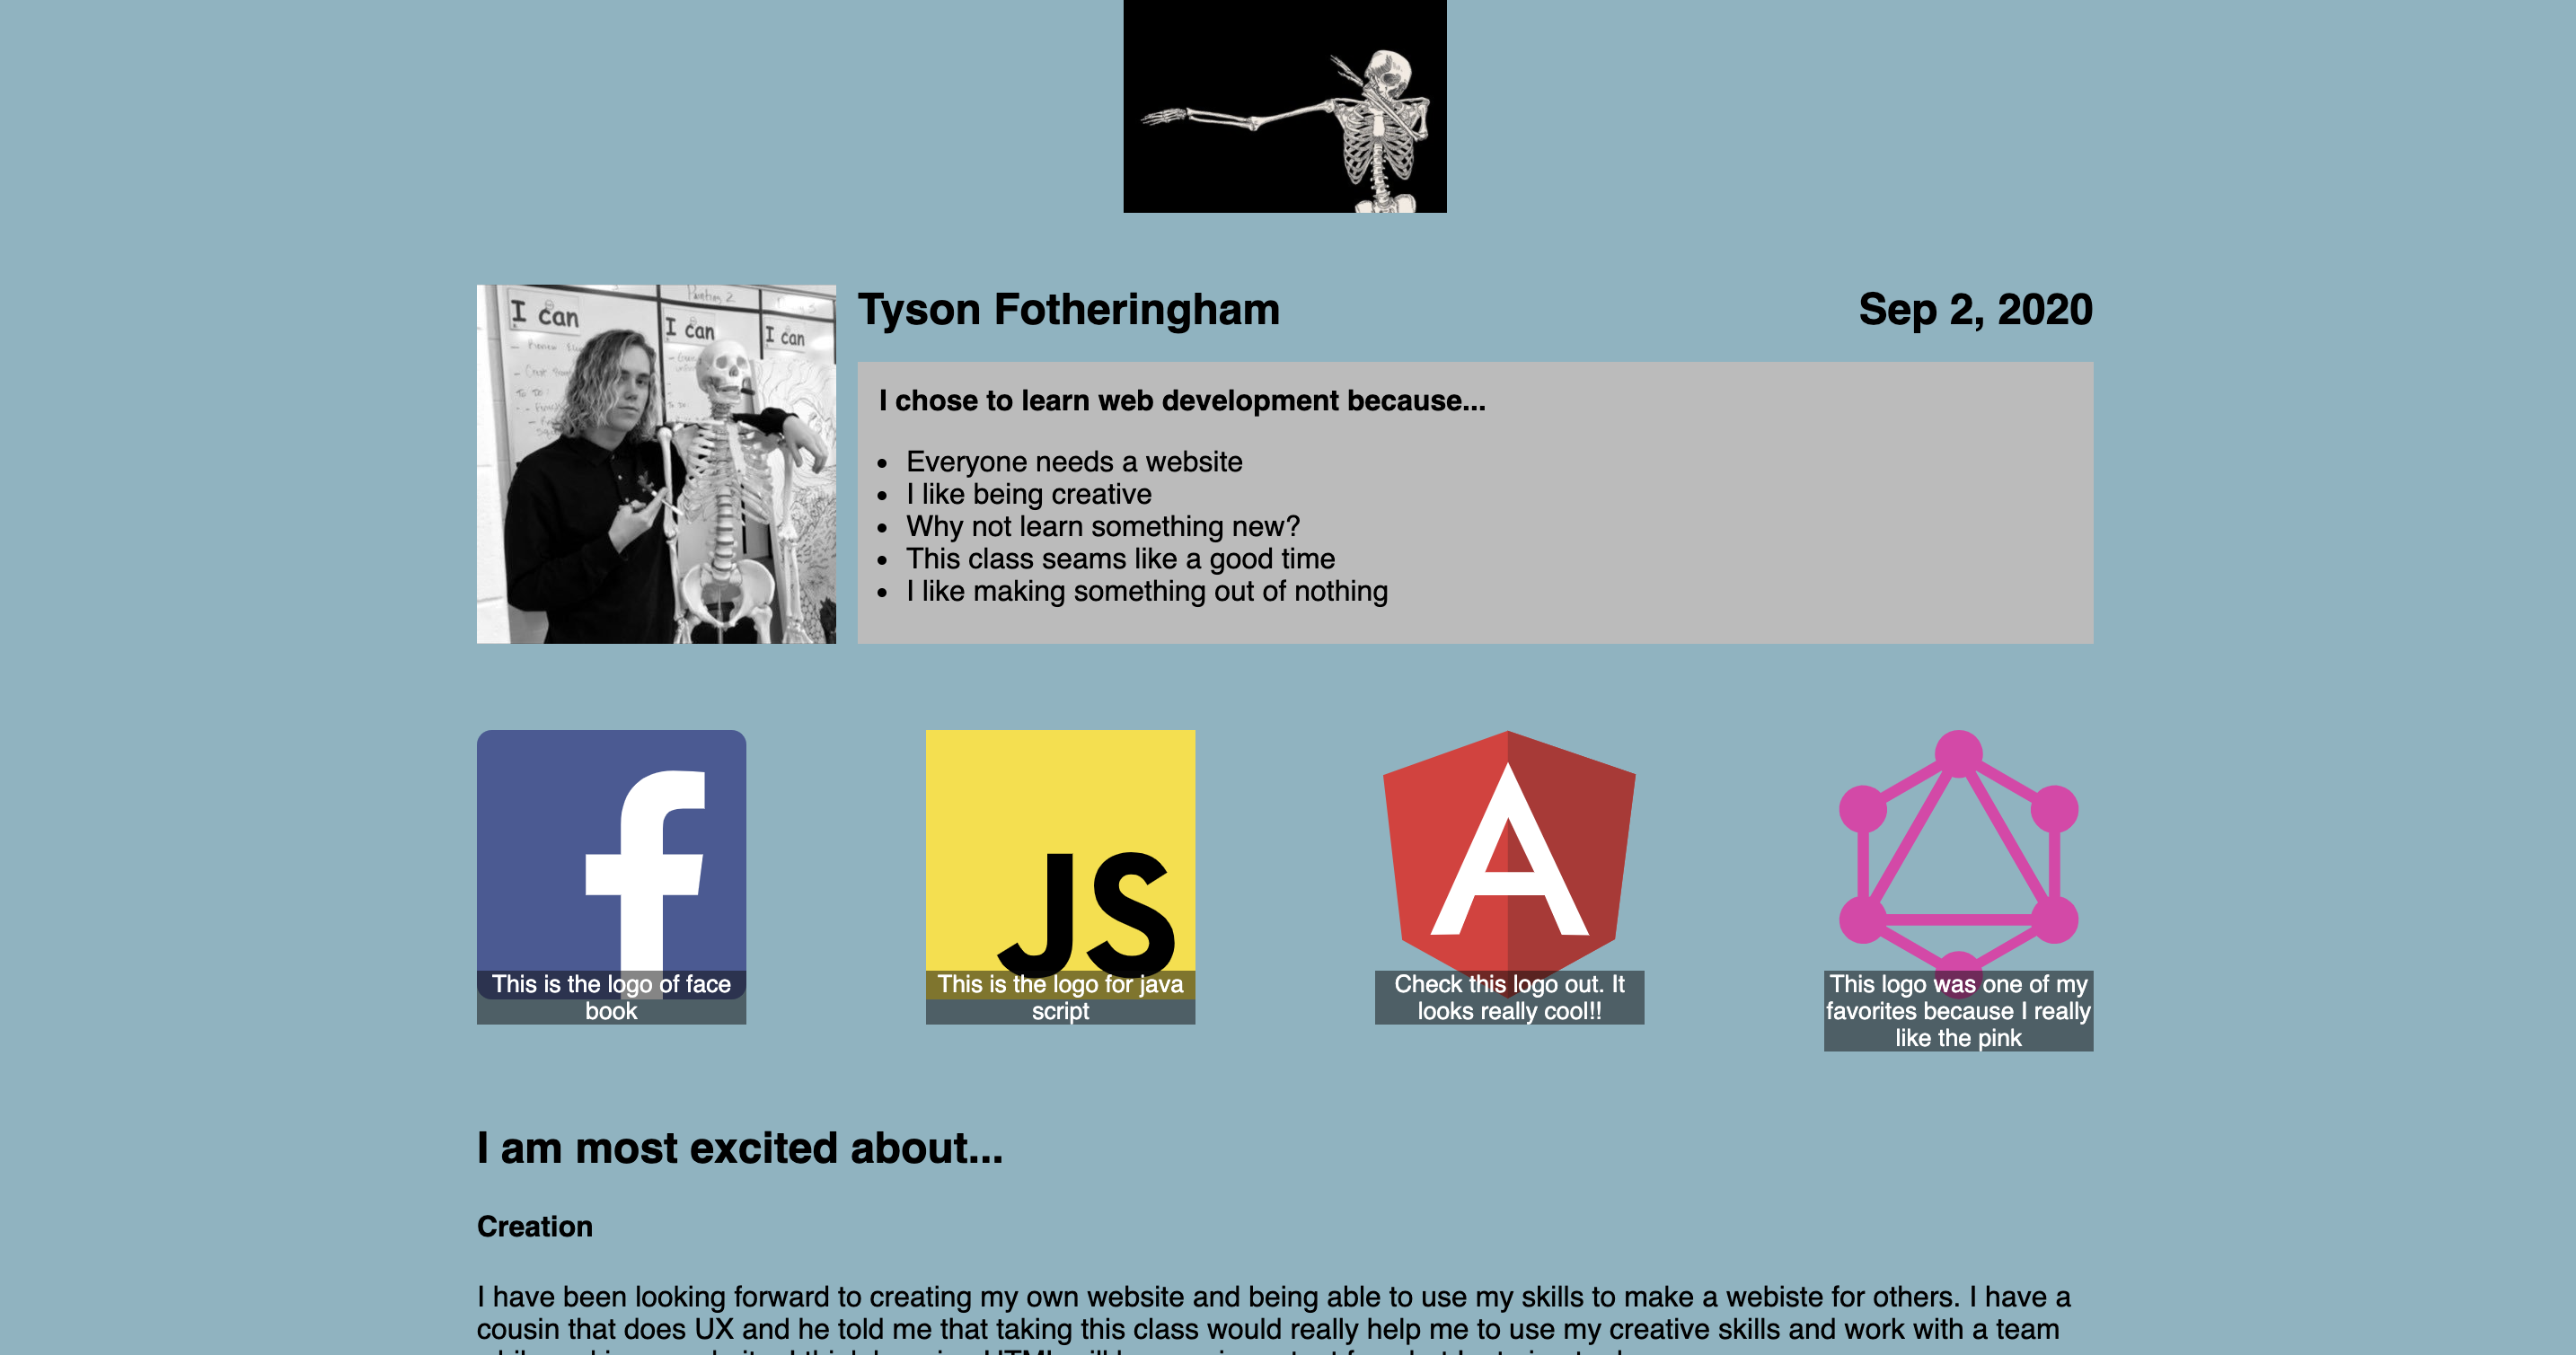 Tyson Fotheringham
Sep 2, 2020
I can
I can
I can
Painting 2
I chose to learn web development because...
Everyone needs a website
I like being creative
Why not learn something new?
This class seams like a good time
I like making something out of nothing
f
JS
A
This is the logo of face
book
This is the logo for java
script
Check this logo out. It
looks really cool!!
This logo was one of my
favorites because I really
like the pink
I am most excited about...
Creation
I have been looking forward to creating my own website and being able to use my skills to make a webiste for others. I have a
cousin that does UX and he told me that taking this class would really help me to use my creative skills and work with a team